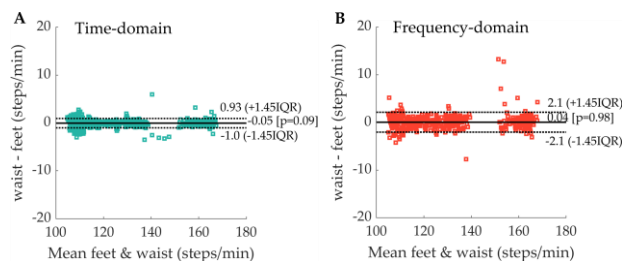 A
Time-domain
waist - feet (steps/min)
20
10
0
-10
-20
0.93 (+1.45IQR)
-0.05 [p=0.09]
-1.0 (-1.45IQR)
100 120 140 160 180
Mean feet & waist (steps/min)
B
Frequency-domain
waist - feet (steps/min)
20
10
0
-10
-20
2.1 (+1.45IQR)
0.04 [p=0.98]
-2.1 (-1.45IQR)
100 120 140 160 180
Mean feet & waist (steps/min)